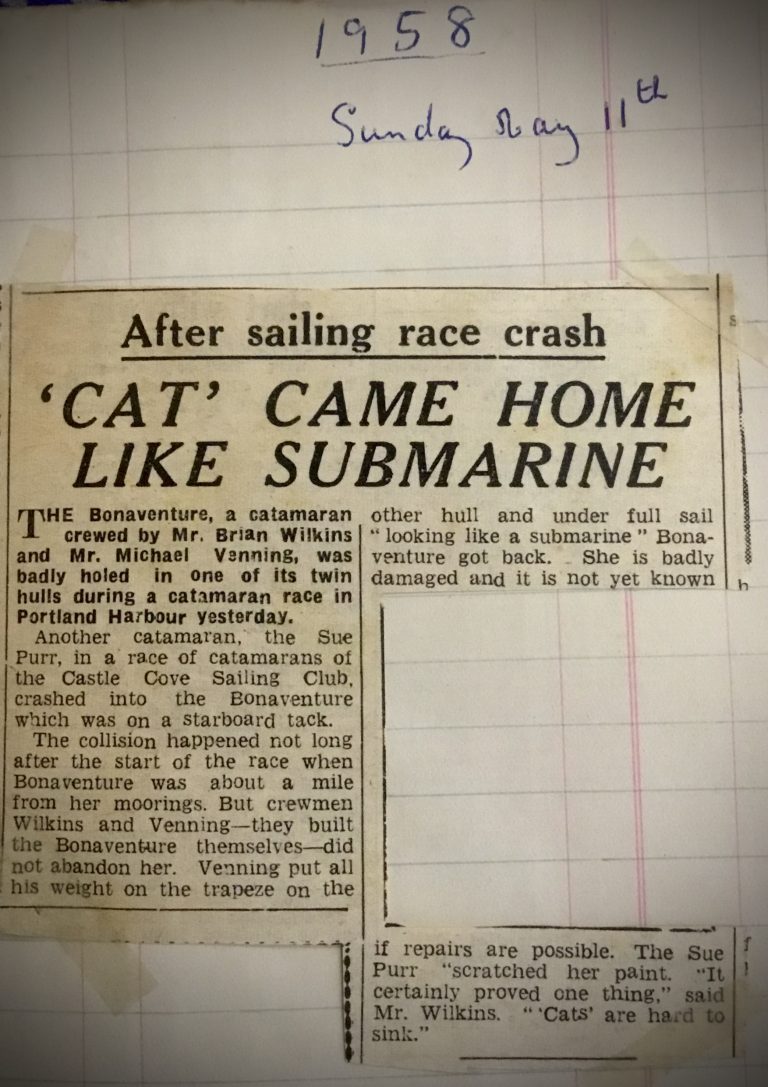 1958
Sunday May 11th
After sailing race crash
‘CAT’ CAME HOME
LIKE SUBMARINE
THE Bonaventure, a catamaran
crewed by Mr. Brian Wilkins
and Mr. Michael Venning, was
badly holed in one of its twin
hulls during a catamaran race in
Portland Harbour yesterday.
Another catamaran, the Sue
Purr, in a race of catamarans of
the Castle Cove Sailing Club,
crashed into the Bonaventure
which was on a starboard tack.
The collision happened not long
after the start of the race when
Bonaventure was about a mile
from her moorings. But crewmen
Wilkins and Venning—they built
the Bonaventure themselves—did
not abandon her. Venning put all
his weight on the trapeze on the
other hull and under full sail
“looking like a submarine” Bona-
venture got back. She is badly
damaged and it is not yet known
if repairs are possible. The Sue
Purr “scratched her paint. “It
certainly proved one thing,” said
Mr. Wilkins. “‘Cats’ are hard to
sink.”